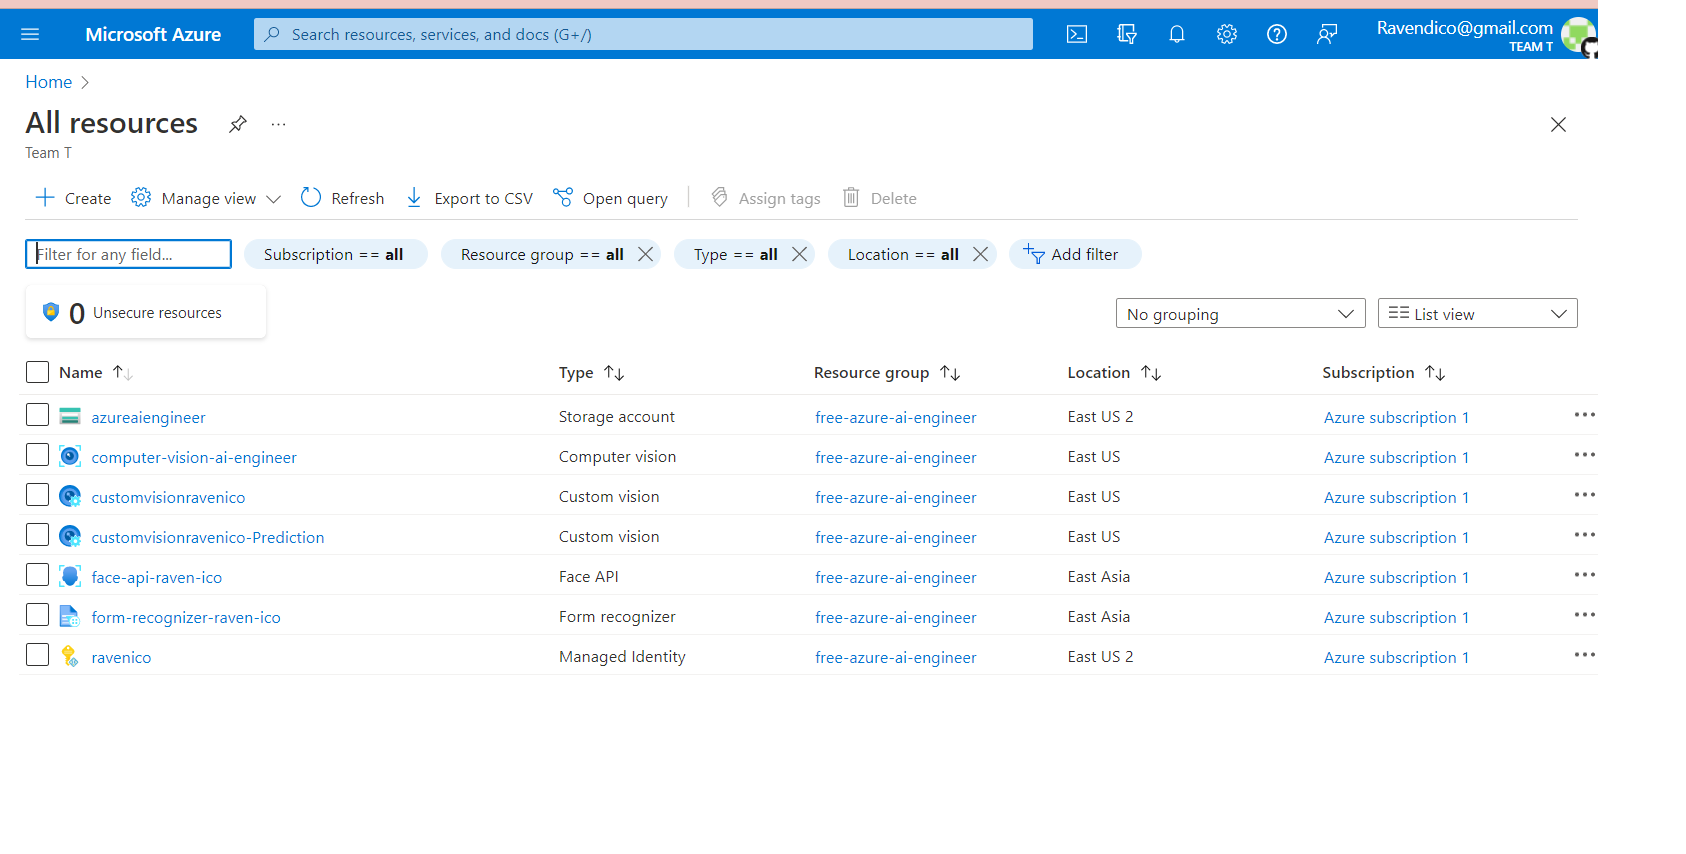 Microsoft Azure
Search resources, services, and docs (G+/)
Ravendico@gmail.com
TEAM T
Home
All resources
Team T
Create
Manage view
Refresh
Export to CSV
Open query
Assign tags
Delete
Filter for any field...
Subscription == all
Resource group == all
Type == all
Location == all
Add filter
0 Unsecure resources
No grouping
List view
Name Type Resource group Location Subscription
azureaiengineer Storage account free-azure-ai-engineer East US 2 Azure subscription 1
computer-vision-ai-engineer Computer vision free-azure-ai-engineer East US Azure subscription 1
customvisionravenico Custom vision free-azure-ai-engineer East US Azure subscription 1
customvisionravenico-Prediction Custom vision free-azure-ai-engineer East US Azure subscription 1
face-api-raven-ico Face API free-azure-ai-engineer East Asia Azure subscription 1
form-recognizer-raven-ico Form recognizer free-azure-ai-engineer East Asia Azure subscription 1
ravenico Managed Identity free-azure-ai-engineer East US 2 Azure subscription 1